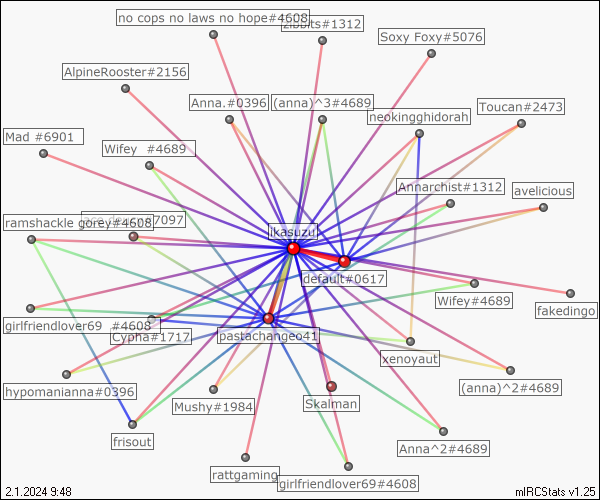 no cops no laws no hope#4608
zibbits#1312
Soxy Foxy#5076
AlpineRooster#2156
Anna.#0396
(anna)^3#4689
Toucan#2473
neokingghidorah
Mad #6901
Wifey  #4689
Annarchist#1312
avelicious
ramshackle gorey#4608
7097
ikasuzu
default#0617
Wifey#4689
fakedingo
girlfriendlover69  #4608
Cypha#1717
pastachangeo41
xenoyaut
hypomanianna#0396
(anna)^2#4689
Mushy#1984
Skalman
frisout
Anna^2#4689
rattgaming
girlfriendlover69#4608
2.1.2024 9:48
mIRCStats v1.25